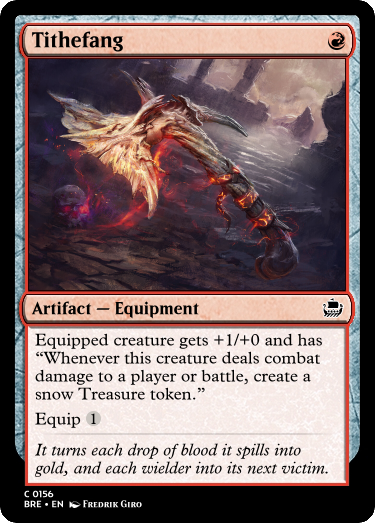 Tithefang
Artifact — Equipment
Equipped creature gets +1/+0 and has
“Whenever this creature deals combat
damage to a player or battle, create a
snow Treasure token.”
Equip 1
It turns each drop of blood it spills into
gold, and each wielder into its next victim.
C 0156
BRE • EN Fredrik Giro